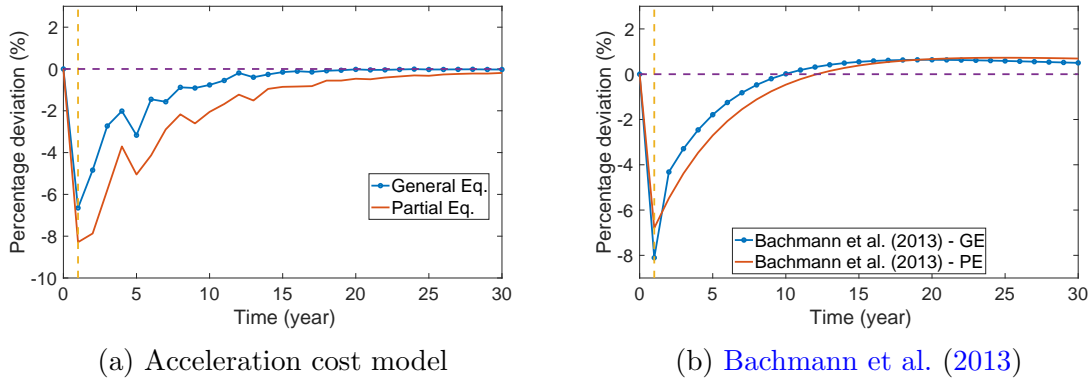 Percentage deviation (%)
2
0
-2
-4
-6
-8
-10
0 5 10 15 20 25 30
Time (year)
General Eq.
Partial Eq.
(a) Acceleration cost model
Percentage deviation (%)
2
0
-2
-4
-6
-8
0 5 10 15 20 25 30
Time (year)
Bachmann et al. (2013) - GE
Bachmann et al. (2013) - PE
(b) Bachmann et al. (2013)